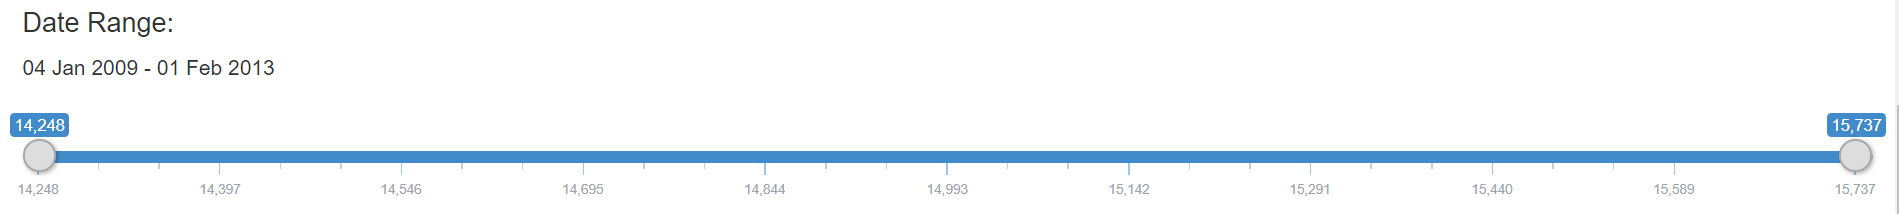 Date Range:
04 Jan 2009 - 01 Feb 2013
14,248 15,737
14,248 14,397 14,546 14,695 14,844 14,993 15,142 15,291 15,440 15,589 15,737